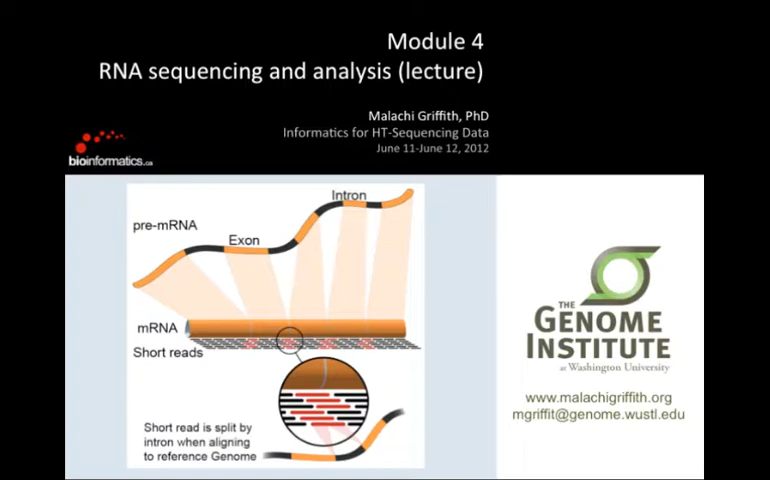 Module 4
RNA sequencing and analysis (lecture)
Malachi Griffith, PhD
Informatics for HT-Sequencing Data
June 11-June 12, 2012
bioinformatics.ca
Intron
pre-mRNA
Exon
mRNA
Short reads
Short read is split by
intron when aligning
to reference Genome
THE
GENOME
INSTITUTE
at Washington University
www.malachigriffith.org
mgriffit@genome.wustl.edu